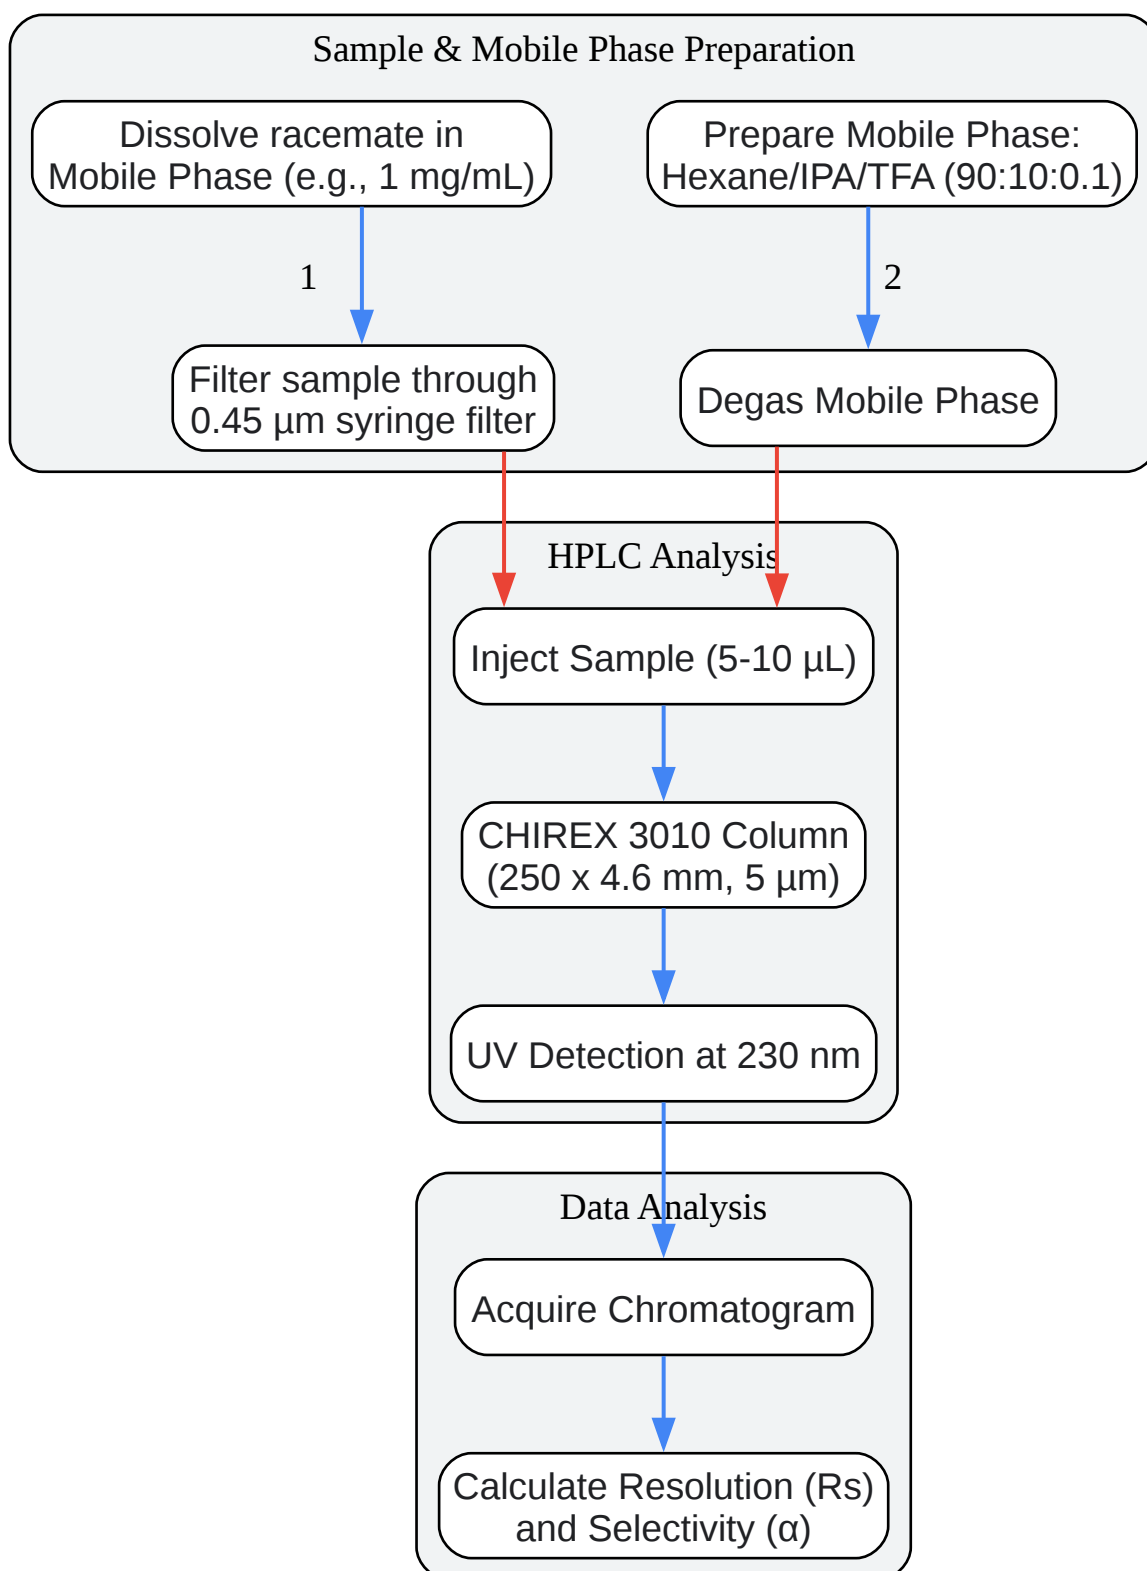 Sample & Mobile Phase Preparation
Dissolve racemate in
Mobile Phase (e.g., 1 mg/mL)
Prepare Mobile Phase:
Hexane/IPA/TFA (90:10:0.1)
1
2
Filter sample through
0.45 µm syringe filter
Degas Mobile Phase
HPLC Analysis
Inject Sample (5-10 µL)
CHIREX 3010 Column
(250 x 4.6 mm, 5 µm)
UV Detection at 230 nm
Data Analysis
Acquire Chromatogram
Calculate Resolution (Rs)
and Selectivity (α)